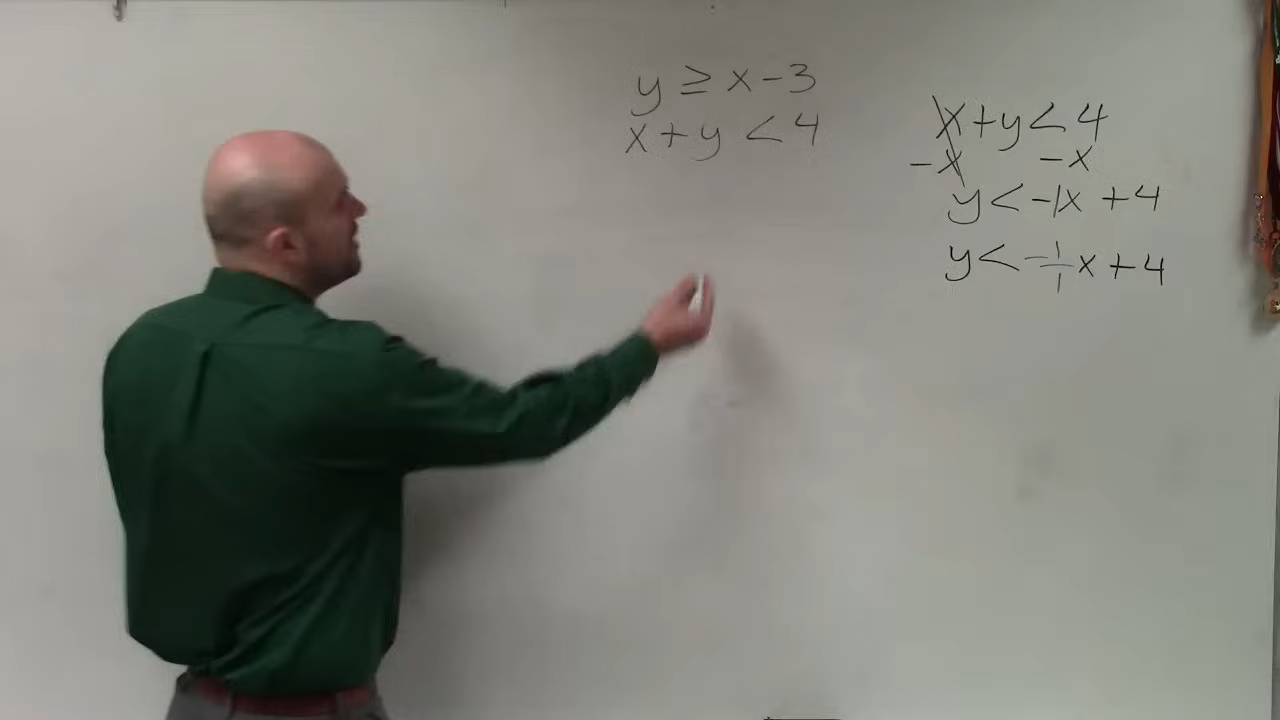 y ≥ x - 3
x + y < 4
x + y < 4
-x -x
y < -1x + 4
y < -1/1 x + 4